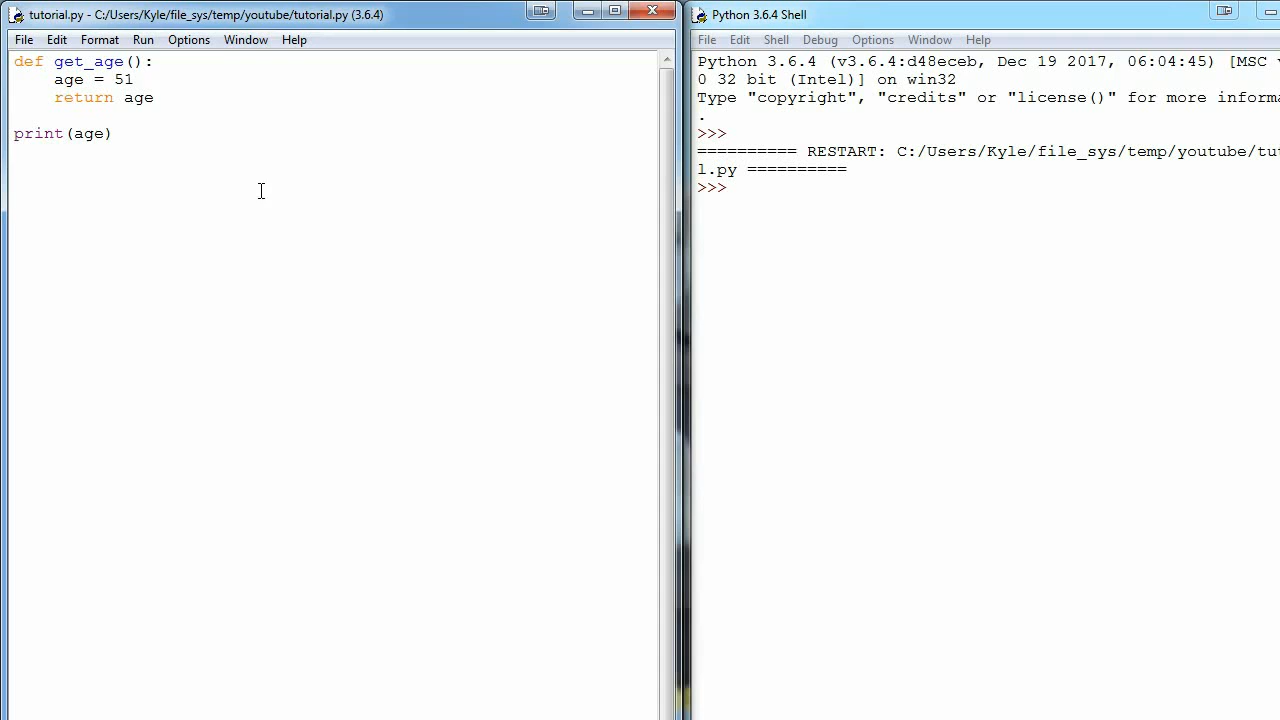 tutorial.py - C:/Users/Kyle/file_sys/temp/youtube/tutorial.py (3.6.4)
File Edit Format Run Options Window Help
def get_age():
    age = 51
    return age
print(age)
Python 3.6.4 Shell
File Edit Shell Debug Options Window Help
Python 3.6.4 (v3.6.4:d48eceb, Dec 19 2017, 06:04:45) [MSC
0 32 bit (Intel)] on win32
Type "copyright", "credits" or "license()" for more informa
.
>>>
========== RESTART: C:/Users/Kyle/file_sys/temp/youtube/tu
l.py ==========
>>>